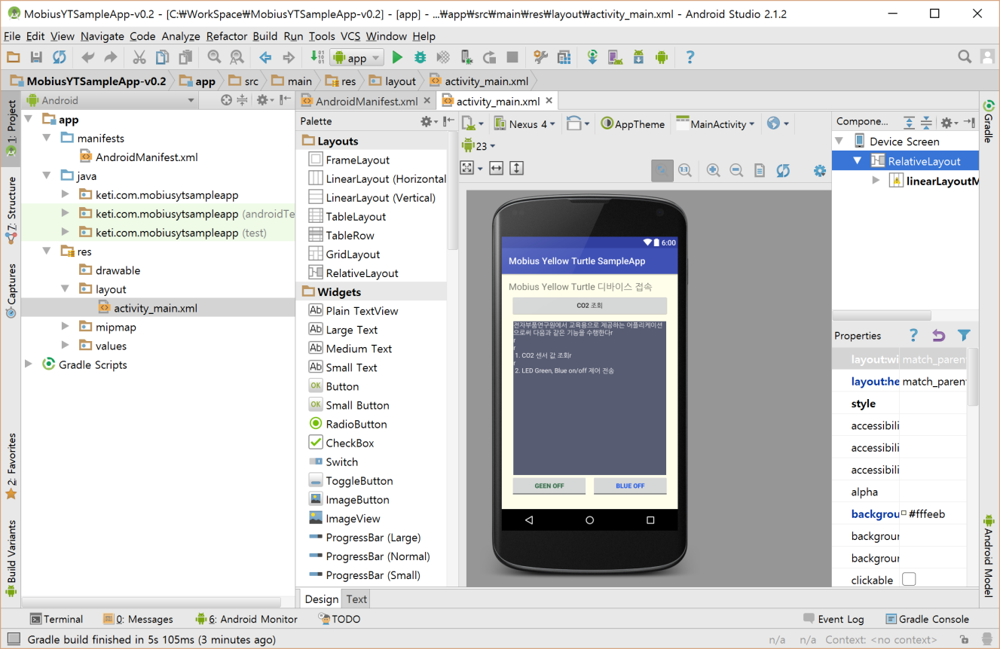 MobiusYTSampleApp-v0.2 - [C:₩WorkSpace₩MobiusYTSampleApp-v0.2] - [app] - ...₩app₩src₩main₩res₩layout₩activity_main.xml - Android Studio 2.1.2
File Edit View Navigate Code Analyze Refactor Build Run Tools VCS Window Help
app
MobiusYTSampleApp-v0.2 app src main res layout activity_main.xml
1: Project
7: Structure
Captures
2: Favorites
Build Variants
Android
app
manifests
AndroidManifest.xml
java
keti.com.mobiusytsampleapp
keti.com.mobiusytsampleapp (androidTe
keti.com.mobiusytsampleapp (test)
res
drawable
layout
activity_main.xml
mipmap
values
Gradle Scripts
AndroidManifest.xml activity_main.xml
Palette
Layouts
FrameLayout
LinearLayout (Horizontal
LinearLayout (Vertical)
TableLayout
TableRow
GridLayout
RelativeLayout
Widgets
Plain TextView
Large Text
Medium Text
Small Text
Button
Small Button
RadioButton
CheckBox
Switch
ToggleButton
ImageButton
ImageView
ProgressBar (Large)
ProgressBar (Normal)
ProgressBar (Small)
Design Text
Nexus 4 AppTheme MainActivity
23
6:00
Mobius Yellow Turtle SampleApp
Mobius Yellow Turtle 디바이스 접속
CO2 조회
전자부품연구원에서 교육용으로 제공하는 어플리케이션
으로써 다음과 같은 기능을 수행한다r
r
r
1. CO2 센서 값 조회r
r
2. LED Green, Blue on/off 제어 전송
GEEN OFF BLUE OFF
Compone...
Device Screen
RelativeLayout
linearLayoutM
Properties
layout:wi match_paren
layout:he match_paren
style
accessibili
accessibili
accessibili
alpha
backgrou #fffeeb
backgrour
backgrour
clickable
Gradle
Android Model
Terminal 0: Messages 6: Android Monitor TODO Event Log Gradle Console
Gradle build finished in 5s 105ms (3 minutes ago) n/a n/a Context: <no context>